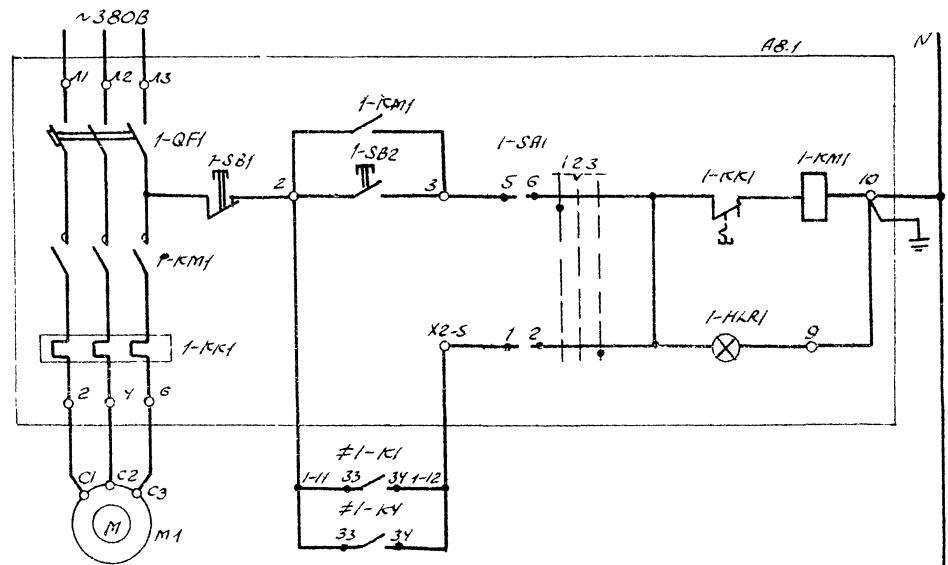 ~380В
А8.1
N
Л1 Л2 Л3
1-QF1
1-SB1
1-КМ1
1-SB2
1-SA1
1 2 3
1-КК1
1-КМ1
2
3
5 6
10
1-КМ1
1-КК1
X2-5
1 2
1-HLR1
9
2 4 6
≠1-К1
1-11 33 34 1-12
≠1-К4
33 34
С1 С2 С3
М
М1